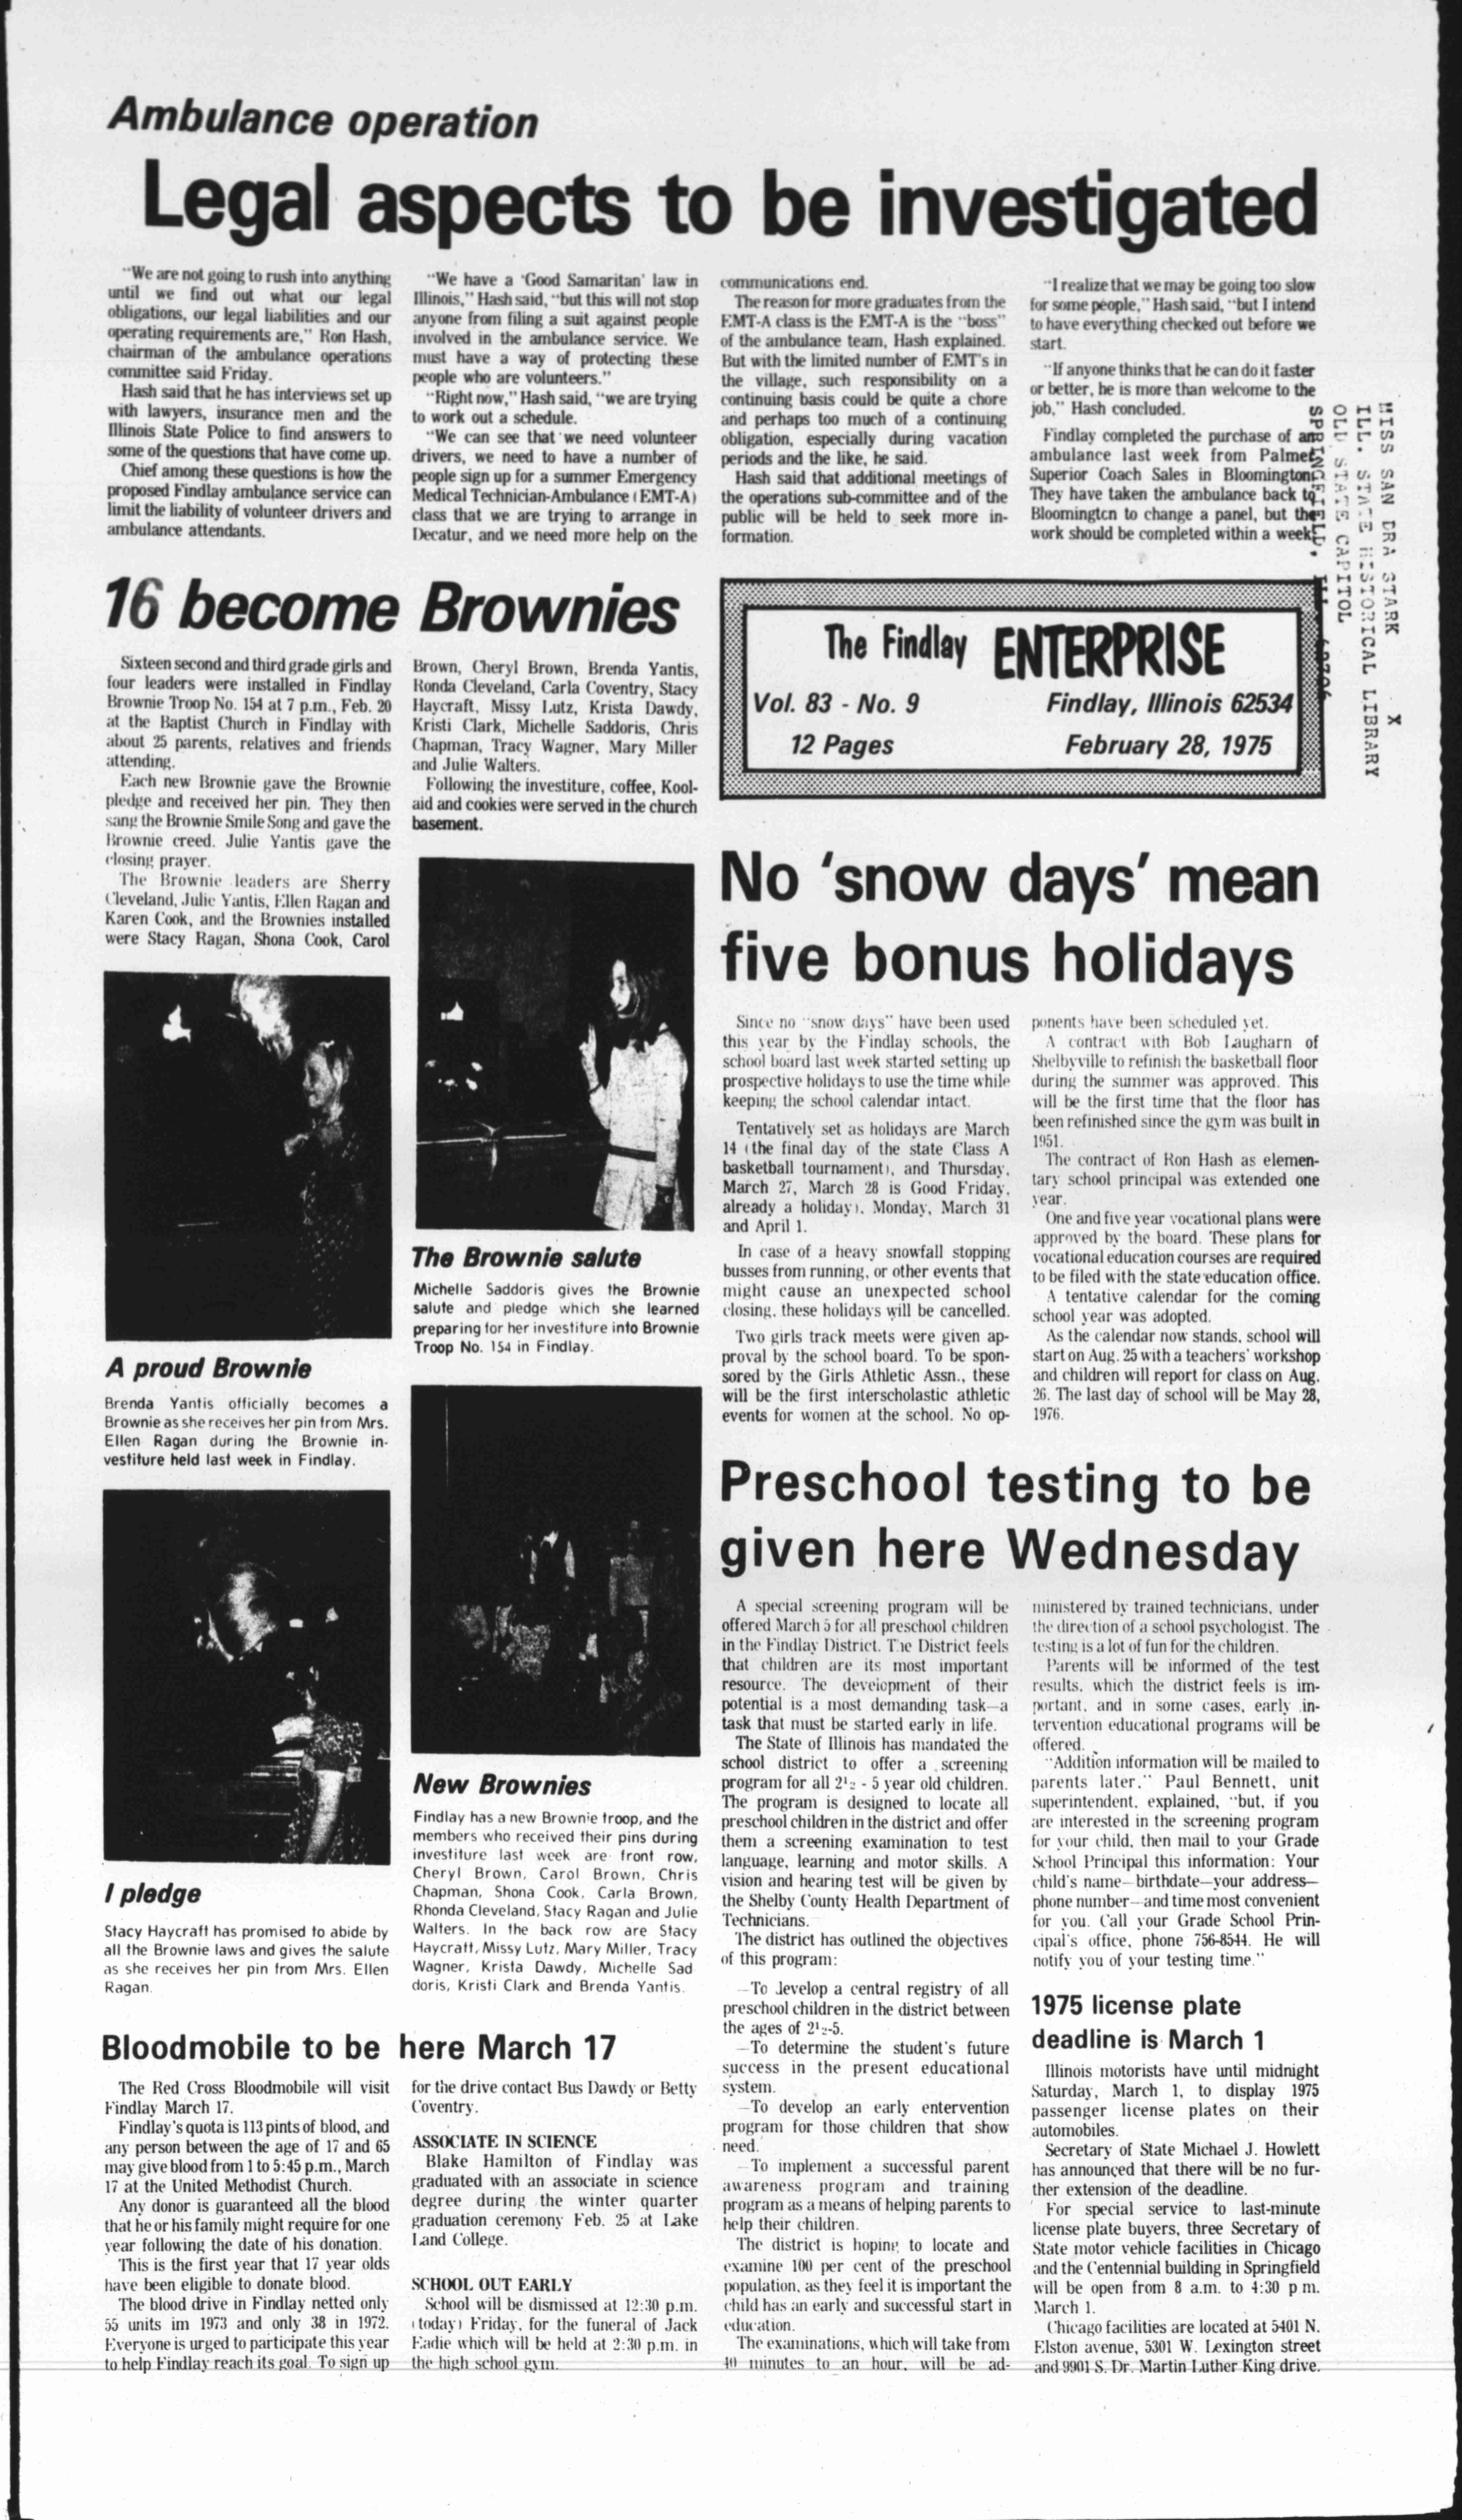 Ambulance operation
Legal aspects to be investigated
"We are not going to rush into anything
until we find out what our legal
obligations, our legal liabilities and our
operating requirements are," Ron Hash,
chairman of the ambulance operations
committee said Friday.
Hash said that he has interviews set up
with lawyers, insurance men and the
Illinois State Police to find answers to
some of the questions that have come up.
Chief among these questions is how the
proposed Findlay ambulance service can
limit the liability of volunteer drivers and
ambulance attendants.
"We have a 'Good Samaritan' law in
Illinois," Hash said, "but this will not stop
anyone from filing a suit against people
involved in the ambulance service. We
must have a way of protecting these
people who are volunteers."
"Right now," Hash said, "we are trying
to work out a schedule.
"We can see that we need volunteer
drivers, we need to have a number of
people sign up for a summer Emergency
Medical Technician-Ambulance (EMT-A)
class that we are trying to arrange in
Decatur, and we need more help on the
communications end.
The reason for more graduates from the
EMT-A class is the EMT-A is the "boss"
of the ambulance team, Hash explained.
But with the limited number of EMT's in
the village, such responsibility on a
continuing basis could be quite a chore
and perhaps too much of a continuing
obligation, especially during vacation
periods and the like, he said.
Hash said that additional meetings of
the operations sub-committee and of the
public will be held to seek more in-
formation.
"I realize that we may be going too slow
for some people," Hash said, "but I intend
to have everything checked out before we
start.
"If anyone thinks that he can do it faster
or better, he is more than welcome to the
job," Hash concluded.
Findlay completed the purchase of an
ambulance last week from Palmer
Superior Coach Sales in Bloomington.
They have taken the ambulance back to
Bloomingtcn to change a panel, but the
work should be completed within a week.
MISS SAN DRA STARK X
ILL. STATE HISTORICAL LIBRARY
OLD STATE CAPITOL
SPRINGFIELD,
16 become Brownies
Sixteen second and third grade girls and
four leaders were installed in Findlay
Brownie Troop No. 154 at 7 p.m., Feb. 20
at the Baptist Church in Findlay with
about 25 parents, relatives and friends
attending.
Each new Brownie gave the Brownie
pledge and received her pin. They then
sang the Brownie Smile Song and gave the
Brownie creed. Julie Yantis gave the
closing prayer.
The Brownie leaders are Sherry
Cleveland, Julie Yantis, Ellen Ragan and
Karen Cook, and the Brownies installed
were Stacy Ragan, Shona Cook, Carol
Brown, Cheryl Brown, Brenda Yantis,
Ronda Cleveland, Carla Coventry, Stacy
Haycraft, Missy Lutz, Krista Dawdy,
Kristi Clark, Michelle Saddoris, Chris
Chapman, Tracy Wagner, Mary Miller
and Julie Walters.
Following the investiture, coffee, Kool-
aid and cookies were served in the church
basement.
The Findlay ENTERPRISE
Vol. 83 - No. 9 Findlay, Illinois 62534
12 Pages February 28, 1975
A proud Brownie
Brenda Yantis officially becomes a
Brownie as she receives her pin from Mrs.
Ellen Ragan during the Brownie in-
vestiture held last week in Findlay.
The Brownie salute
Michelle Saddoris gives the Brownie
salute and pledge which she learned
preparing for her investiture into Brownie
Troop No. 154 in Findlay.
I pledge
Stacy Haycraft has promised to abide by
all the Brownie laws and gives the salute
as she receives her pin from Mrs. Ellen
Ragan.
New Brownies
Findlay has a new Brownie troop, and the
members who received their pins during
investiture last week are front row,
Cheryl Brown, Carol Brown, Chris
Chapman, Shona Cook, Carla Brown,
Rhonda Cleveland, Stacy Ragan and Julie
Walters. In the back row are Stacy
Haycraft, Missy Lutz, Mary Miller, Tracy
Wagner, Krista Dawdy, Michelle Sad
doris, Kristi Clark and Brenda Yantis.
No 'snow days' mean
five bonus holidays
Since no "snow days" have been used
this year by the Findlay schools, the
school board last week started setting up
prospective holidays to use the time while
keeping the school calendar intact.
Tentatively set as holidays are March
14 (the final day of the state Class A
basketball tournament), and Thursday,
March 27, March 28 is Good Friday,
already a holiday), Monday, March 31
and April 1.
In case of a heavy snowfall stopping
busses from running, or other events that
might cause an unexpected school
closing, these holidays will be cancelled.
Two girls track meets were given ap-
proval by the school board. To be spon-
sored by the Girls Athletic Assn., these
will be the first interscholastic athletic
events for women at the school. No op-
ponents have been scheduled yet.
A contract with Bob Laugharn of
Shelbyville to refinish the basketball floor
during the summer was approved. This
will be the first time that the floor has
been refinished since the gym was built in
1951.
The contract of Ron Hash as elemen-
tary school principal was extended one
year.
One and five year vocational plans were
approved by the board. These plans for
vocational education courses are required
to be filed with the state education office.
A tentative calendar for the coming
school year was adopted.
As the calendar now stands, school will
start on Aug. 25 with a teachers' workshop
and children will report for class on Aug.
26. The last day of school will be May 28,
1976.
Preschool testing to be
given here Wednesday
A special screening program will be
offered March 5 for all preschool children
in the Findlay District. The District feels
that children are its most important
resource. The development of their
potential is a most demanding task—a
task that must be started early in life.
The State of Illinois has mandated the
school district to offer a screening
program for all 2½ - 5 year old children.
The program is designed to locate all
preschool children in the district and offer
them a screening examination to test
language, learning and motor skills. A
vision and hearing test will be given by
the Shelby County Health Department of
Technicians.
The district has outlined the objectives
of this program:
—To develop a central registry of all
preschool children in the district between
the ages of 2½-5.
—To determine the student's future
success in the present educational
system.
—To develop an early entervention
program for those children that show
need.
—To implement a successful parent
awareness program and training
program as a means of helping parents to
help their children.
The district is hoping to locate and
examine 100 per cent of the preschool
population, as they feel it is important the
child has an early and successful start in
education.
The examinations, which will take from
40 minutes to an hour, will be ad-
ministered by trained technicians, under
the direction of a school psychologist. The
testing is a lot of fun for the children.
Parents will be informed of the test
results, which the district feels is im-
portant, and in some cases, early in-
tervention educational programs will be
offered.
"Addition information will be mailed to
parents later," Paul Bennett, unit
superintendent, explained, "but, if you
are interested in the screening program
for your child, then mail to your Grade
School Principal this information: Your
child's name—birthdate—your address—
phone number—and time most convenient
for you. Call your Grade School Prin-
cipal's office, phone 756-8544. He will
notify you of your testing time."
1975 license plate
deadline is March 1
Illinois motorists have until midnight
Saturday, March 1, to display 1975
passenger license plates on their
automobiles.
Secretary of State Michael J. Howlett
has announced that there will be no fur-
ther extension of the deadline.
For special service to last-minute
license plate buyers, three Secretary of
State motor vehicle facilities in Chicago
and the Centennial building in Springfield
will be open from 8 a.m. to 4:30 p m.
March 1.
Chicago facilities are located at 5401 N.
Elston avenue, 5301 W. Lexington street
and 9901 S. Dr. Martin Luther King drive.
Bloodmobile to be here March 17
The Red Cross Bloodmobile will visit
Findlay March 17.
Findlay's quota is 113 pints of blood, and
any person between the age of 17 and 65
may give blood from 1 to 5:45 p.m., March
17 at the United Methodist Church.
Any donor is guaranteed all the blood
that he or his family might require for one
year following the date of his donation.
This is the first year that 17 year olds
have been eligible to donate blood.
The blood drive in Findlay netted only
55 units im 1973 and only 38 in 1972.
Everyone is urged to participate this year
to help Findlay reach its goal. To sign up
for the drive contact Bus Dawdy or Betty
Coventry.
ASSOCIATE IN SCIENCE
Blake Hamilton of Findlay was
graduated with an associate in science
degree during the winter quarter
graduation ceremony Feb. 25 at Lake
Land College.
SCHOOL OUT EARLY
School will be dismissed at 12:30 p.m.
(today) Friday, for the funeral of Jack
Eadie which will be held at 2:30 p.m. in
the high school gym.